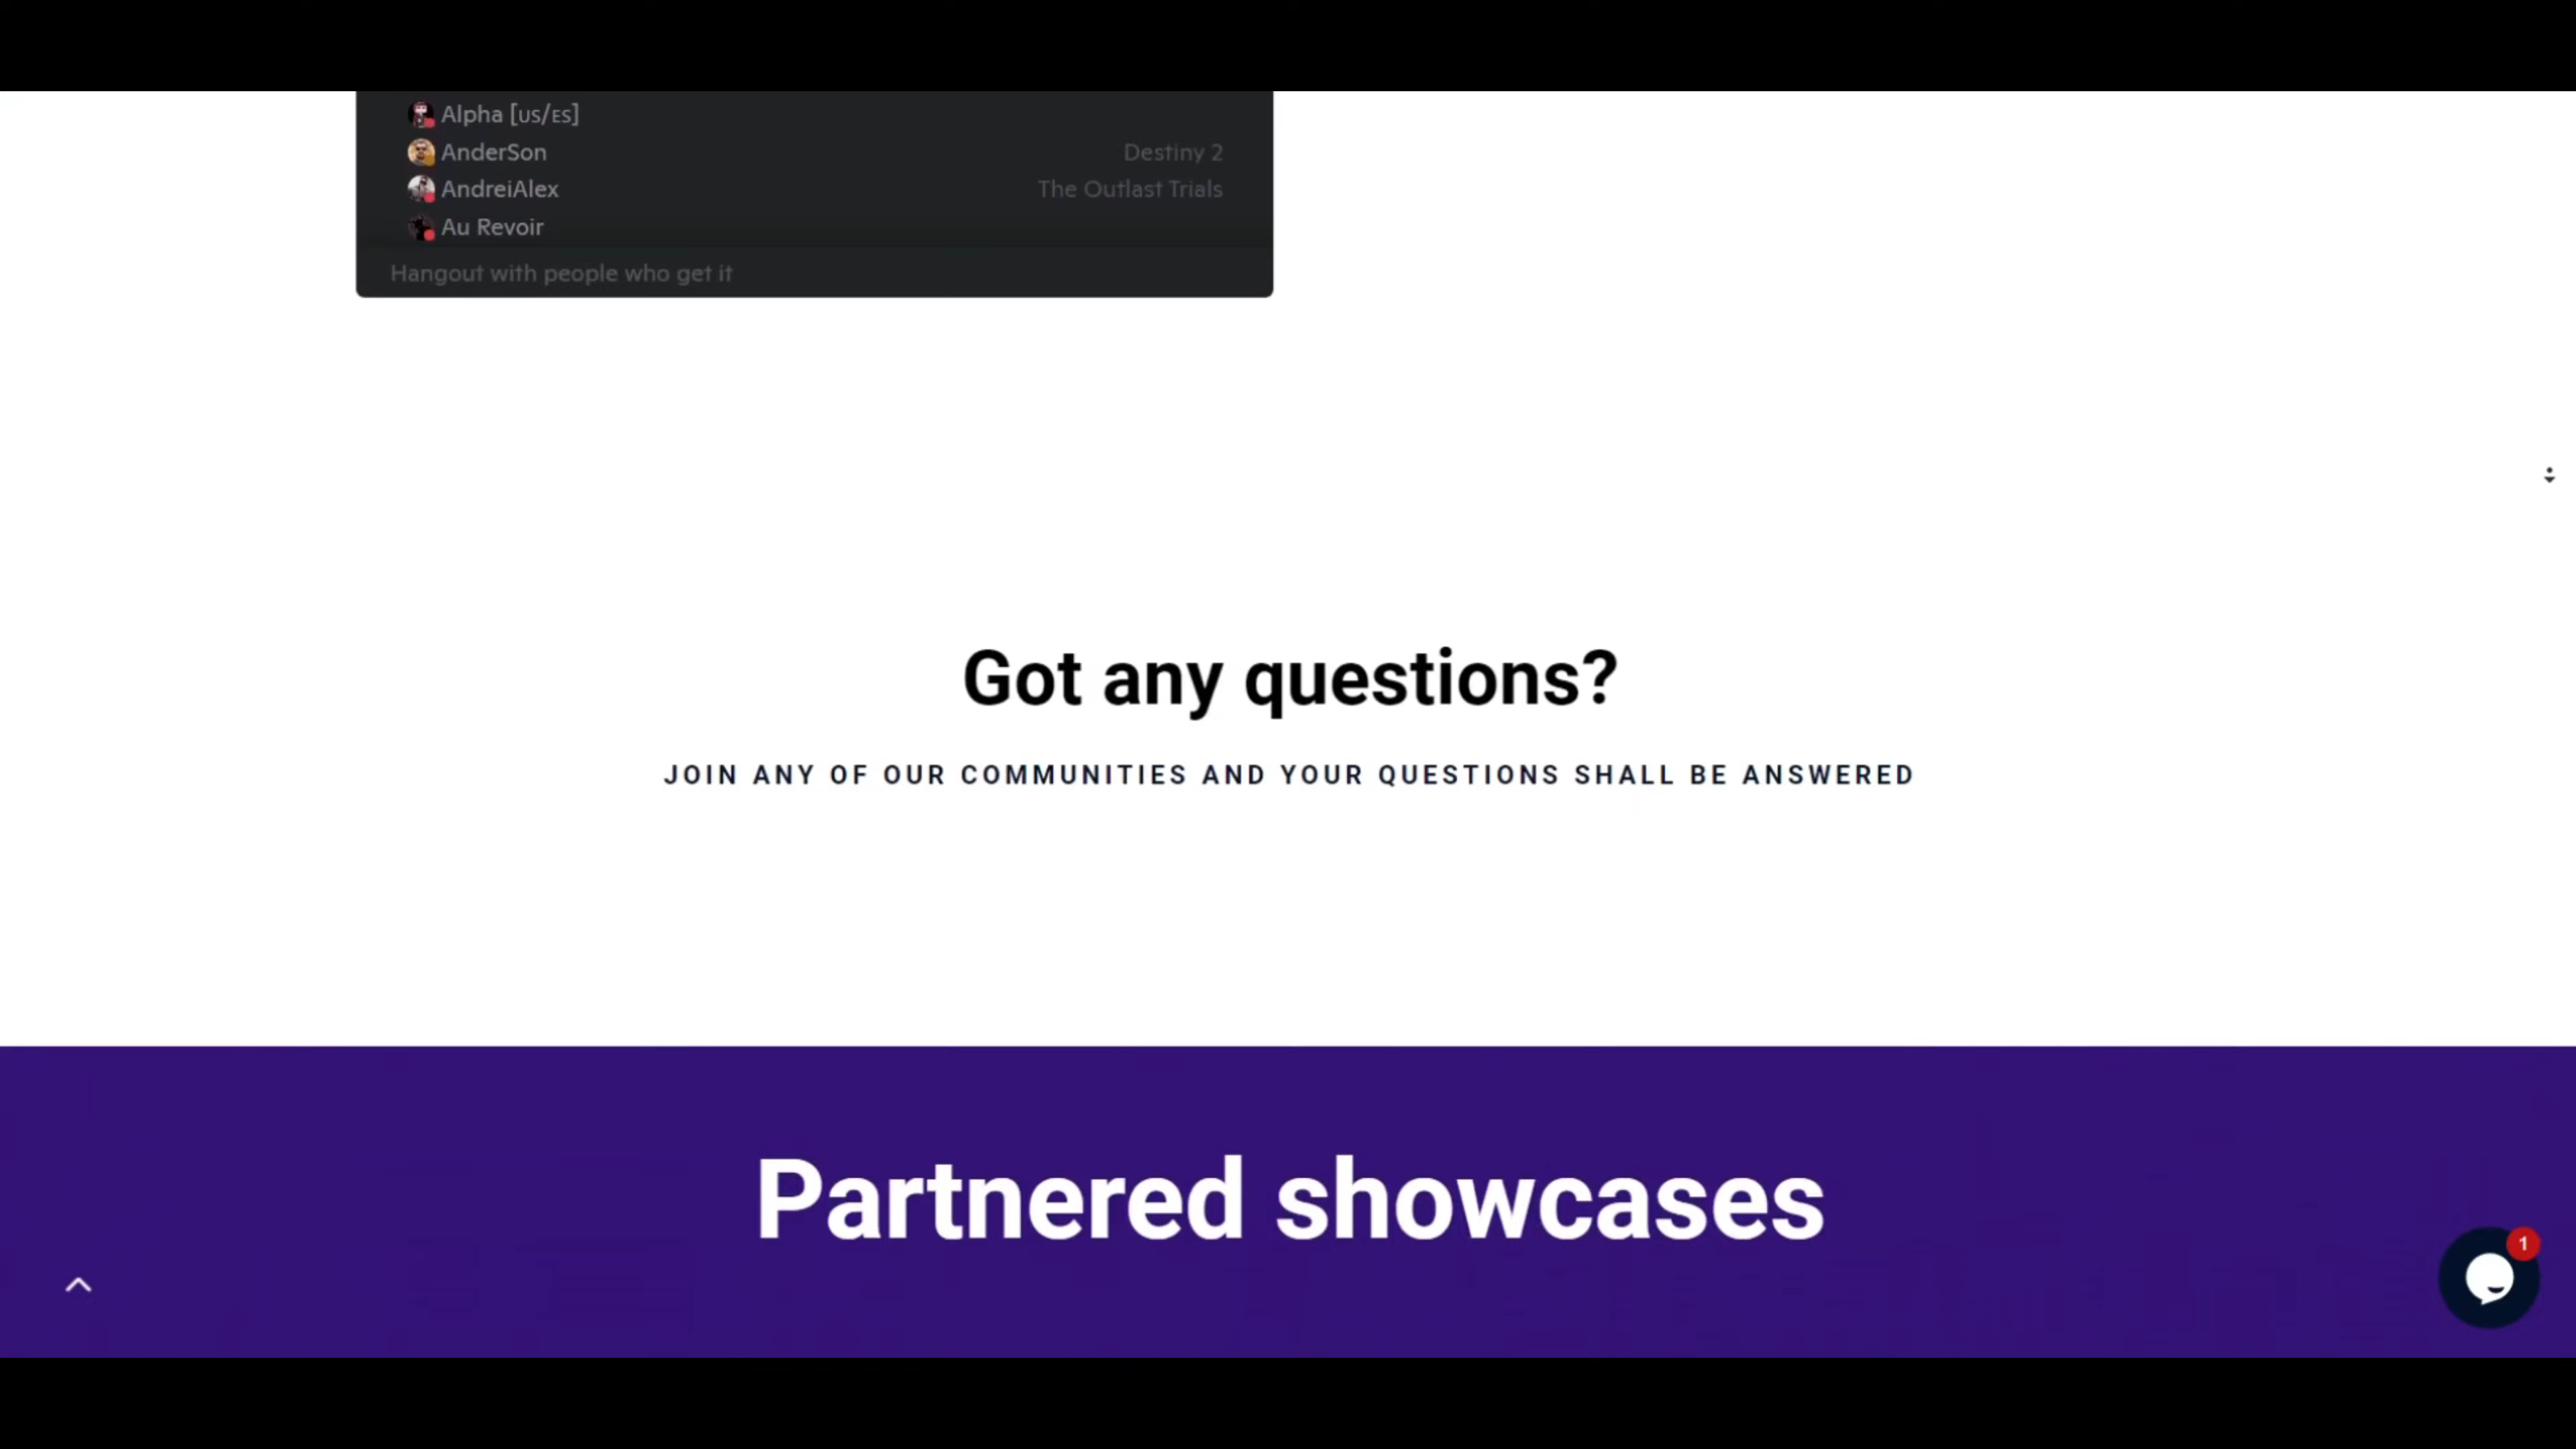 Alpha [US/ES]
AnderSon Destiny 2
AndreiAlex The Outlast Trials
Au Revoir
Hangout with people who get it
Got any questions?
JOIN ANY OF OUR COMMUNITIES AND YOUR QUESTIONS SHALL BE ANSWERED
Partnered showcases
1